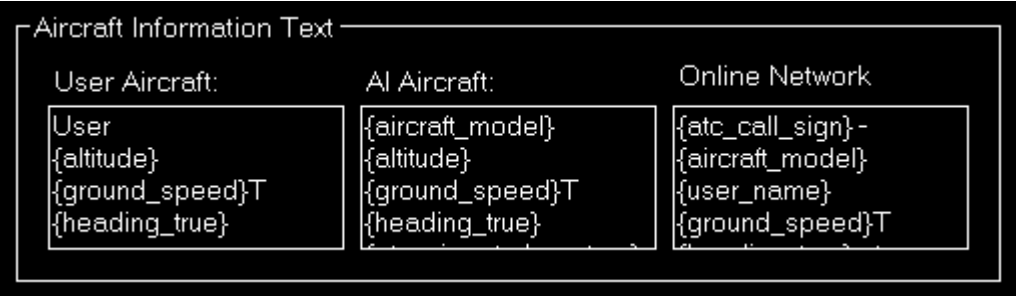 Aircraft Information Text
User Aircraft:
User
{altitude}
{ground_speed}T
{heading_true}
AI Aircraft:
{aircraft_model}
{altitude}
{ground_speed}T
{heading_true}
Online Network
{atc_call_sign} -
{aircraft_model}
{user_name}
{ground_speed}T